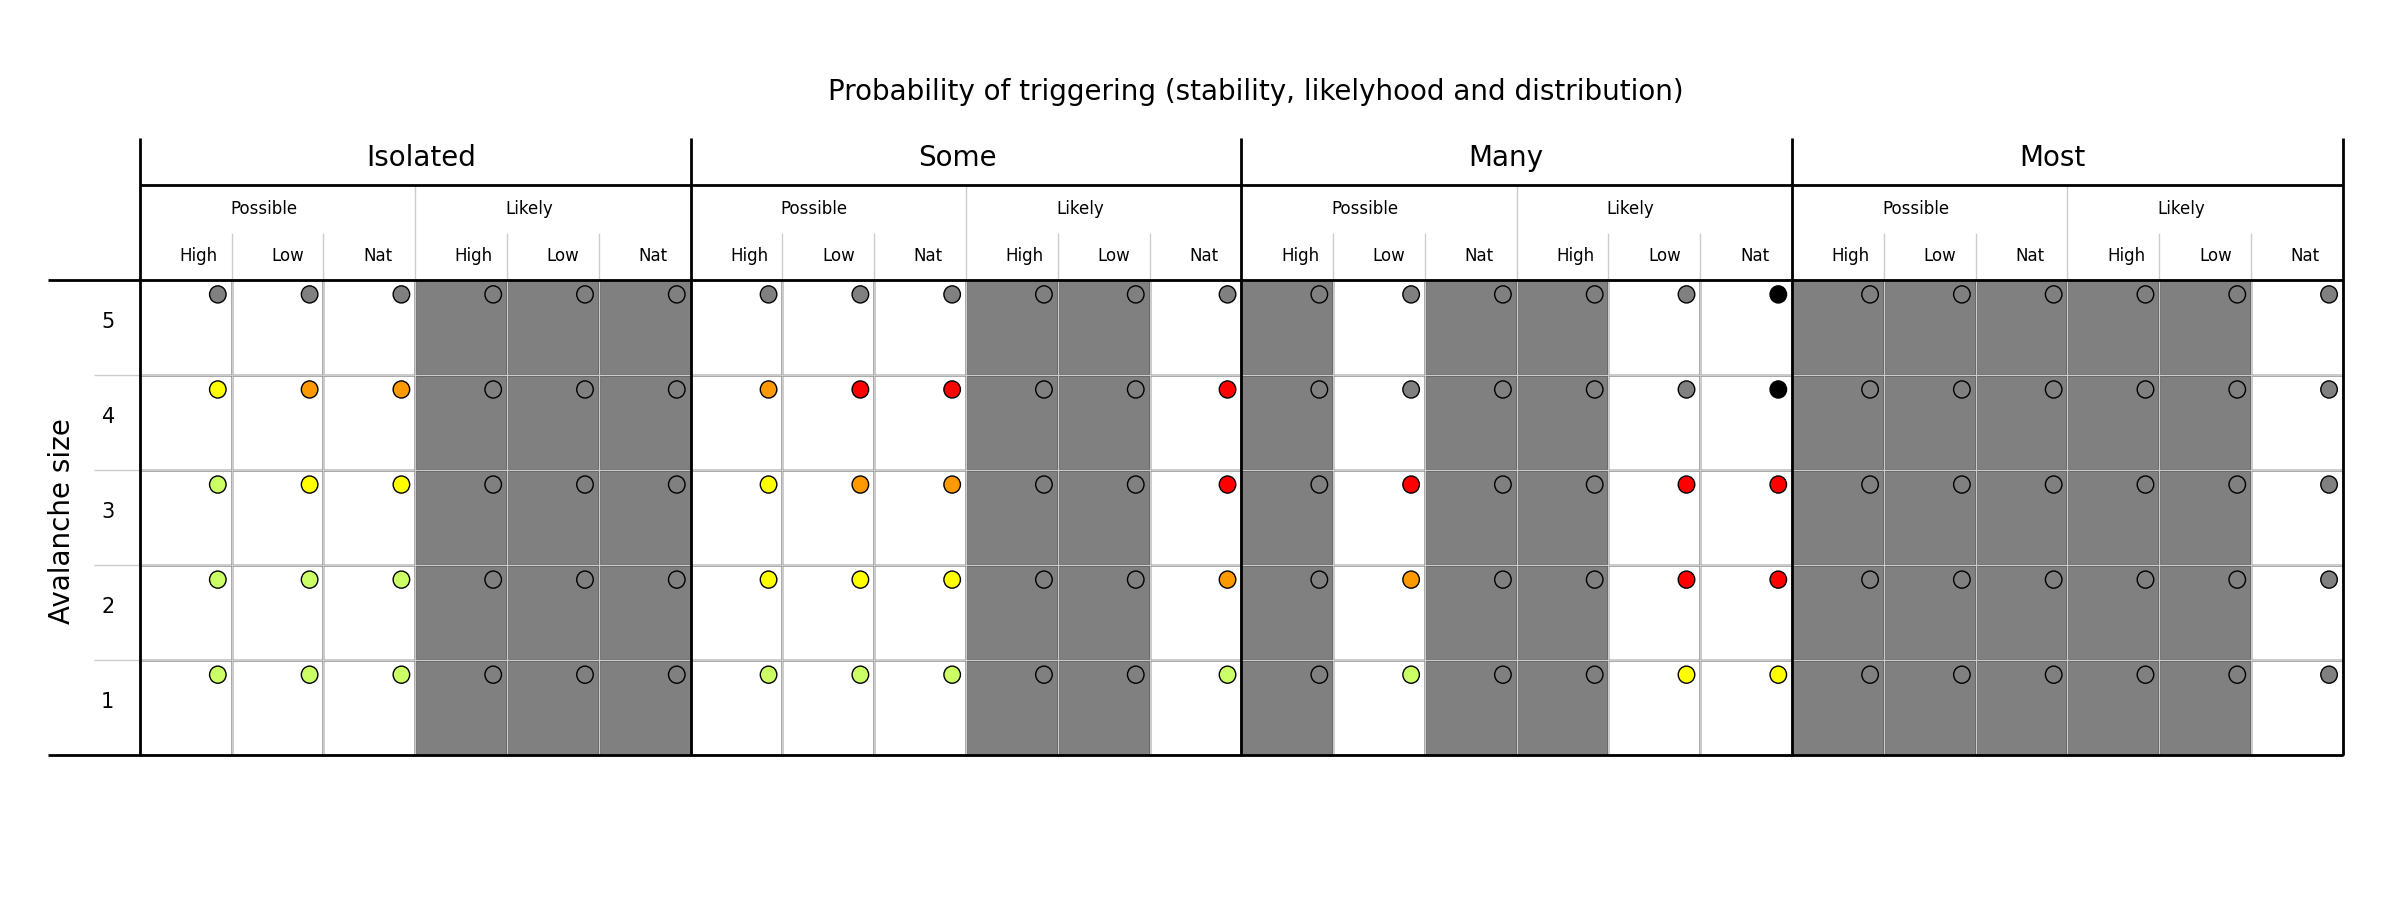 Probability of triggering (stability, likelyhood and distribution)
Isolated Some Many Most
Possible Likely Possible Likely Possible Likely Possible Likely
High Low Nat High Low Nat High Low Nat High Low Nat High Low Nat High Low Nat High Low Nat High Low Nat
Avalanche size
5
4
3
2
1